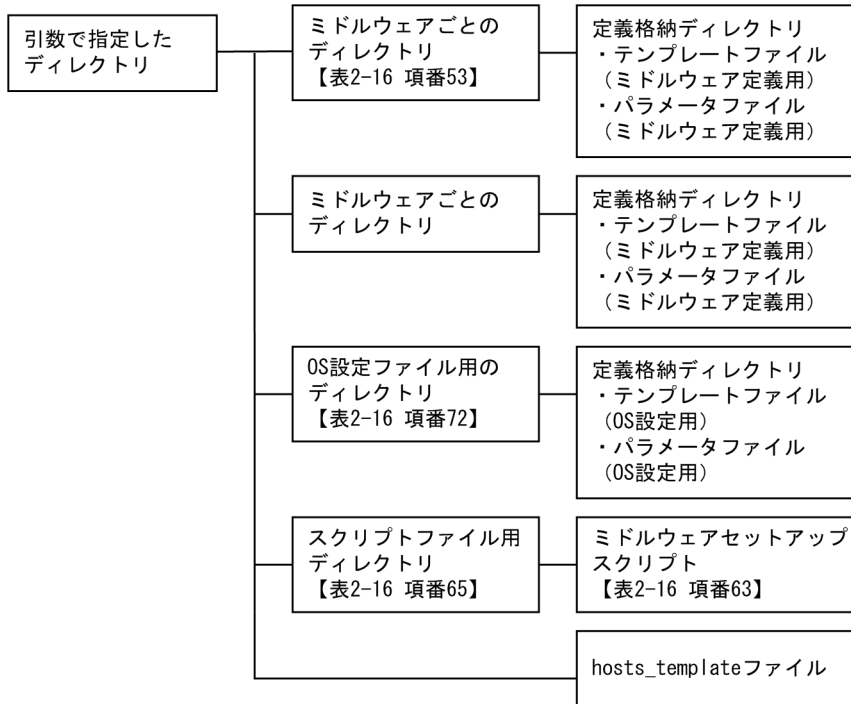 引数で指定した
ディレクトリ
ミドルウェアごとの
ディレクトリ
【表2-16 項番53】
定義格納ディレクトリ
・テンプレートファイル
（ミドルウェア定義用）
・パラメータファイル
（ミドルウェア定義用）
ミドルウェアごとの
ディレクトリ
定義格納ディレクトリ
・テンプレートファイル
（ミドルウェア定義用）
・パラメータファイル
（ミドルウェア定義用）
OS設定ファイル用の
ディレクトリ
【表2-16 項番72】
定義格納ディレクトリ
・テンプレートファイル
（OS設定用）
・パラメータファイル
（OS設定用）
スクリプトファイル用
ディレクトリ
【表2-16 項番65】
ミドルウェアセットアップ
スクリプト
【表2-16 項番63】
hosts_templateファイル